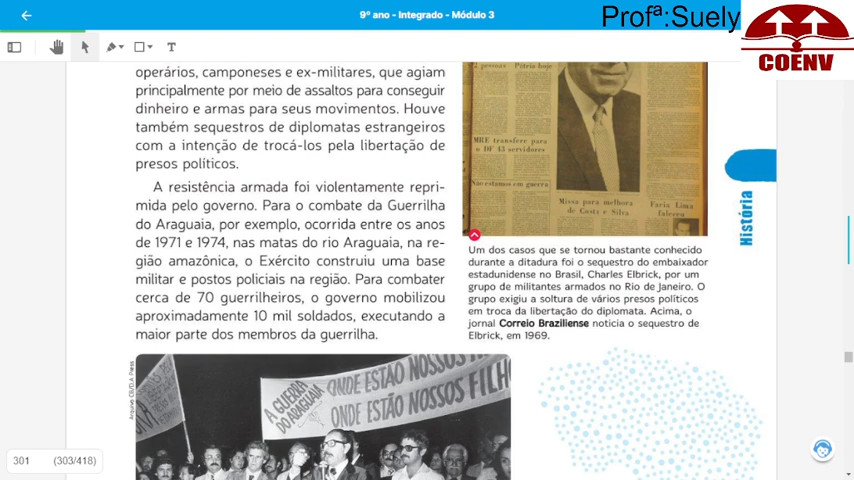 9º ano - Integrado - Módulo 3
Profª:Suely
COENV
operários, camponeses e ex-militares, que agiam
principalmente por meio de assaltos para conseguir
dinheiro e armas para seus movimentos. Houve
também sequestros de diplomatas estrangeiros
com a intenção de trocá-los pela libertação de
presos políticos.
A resistência armada foi violentamente repri-
mida pelo governo. Para o combate da Guerrilha
do Araguaia, por exemplo, ocorrida entre os anos
de 1971 e 1974, nas matas do rio Araguaia, na re-
gião amazônica, o Exército construiu uma base
militar e postos policiais na região. Para combater
cerca de 70 guerrilheiros, o governo mobilizou
aproximadamente 10 mil soldados, executando a
maior parte dos membros da guerrilha.
2 pessoas
Pátria hoje
MRE transfere para
o DF 43 servidores
Não estamos em guerra
Missa para melhora
de Costa e Silva
Faria Lima
faleceu
História
Um dos casos que se tornou bastante conhecido
durante a ditadura foi o sequestro do embaixador
estadunidense no Brasil, Charles Elbrick, por um
grupo de militantes armados no Rio de Janeiro. O
grupo exigiu a soltura de vários presos políticos
em troca da libertação do diplomata. Acima, o
jornal Correio Braziliense noticia o sequestro de
Elbrick, em 1969.
Arquivo CB/D.A Press
A GUERRA
DO ARAGUAIA
ONDE ESTÃO NOSSOS
ONDE ESTÃO NOSSOS FILH
301 (303/418)
T